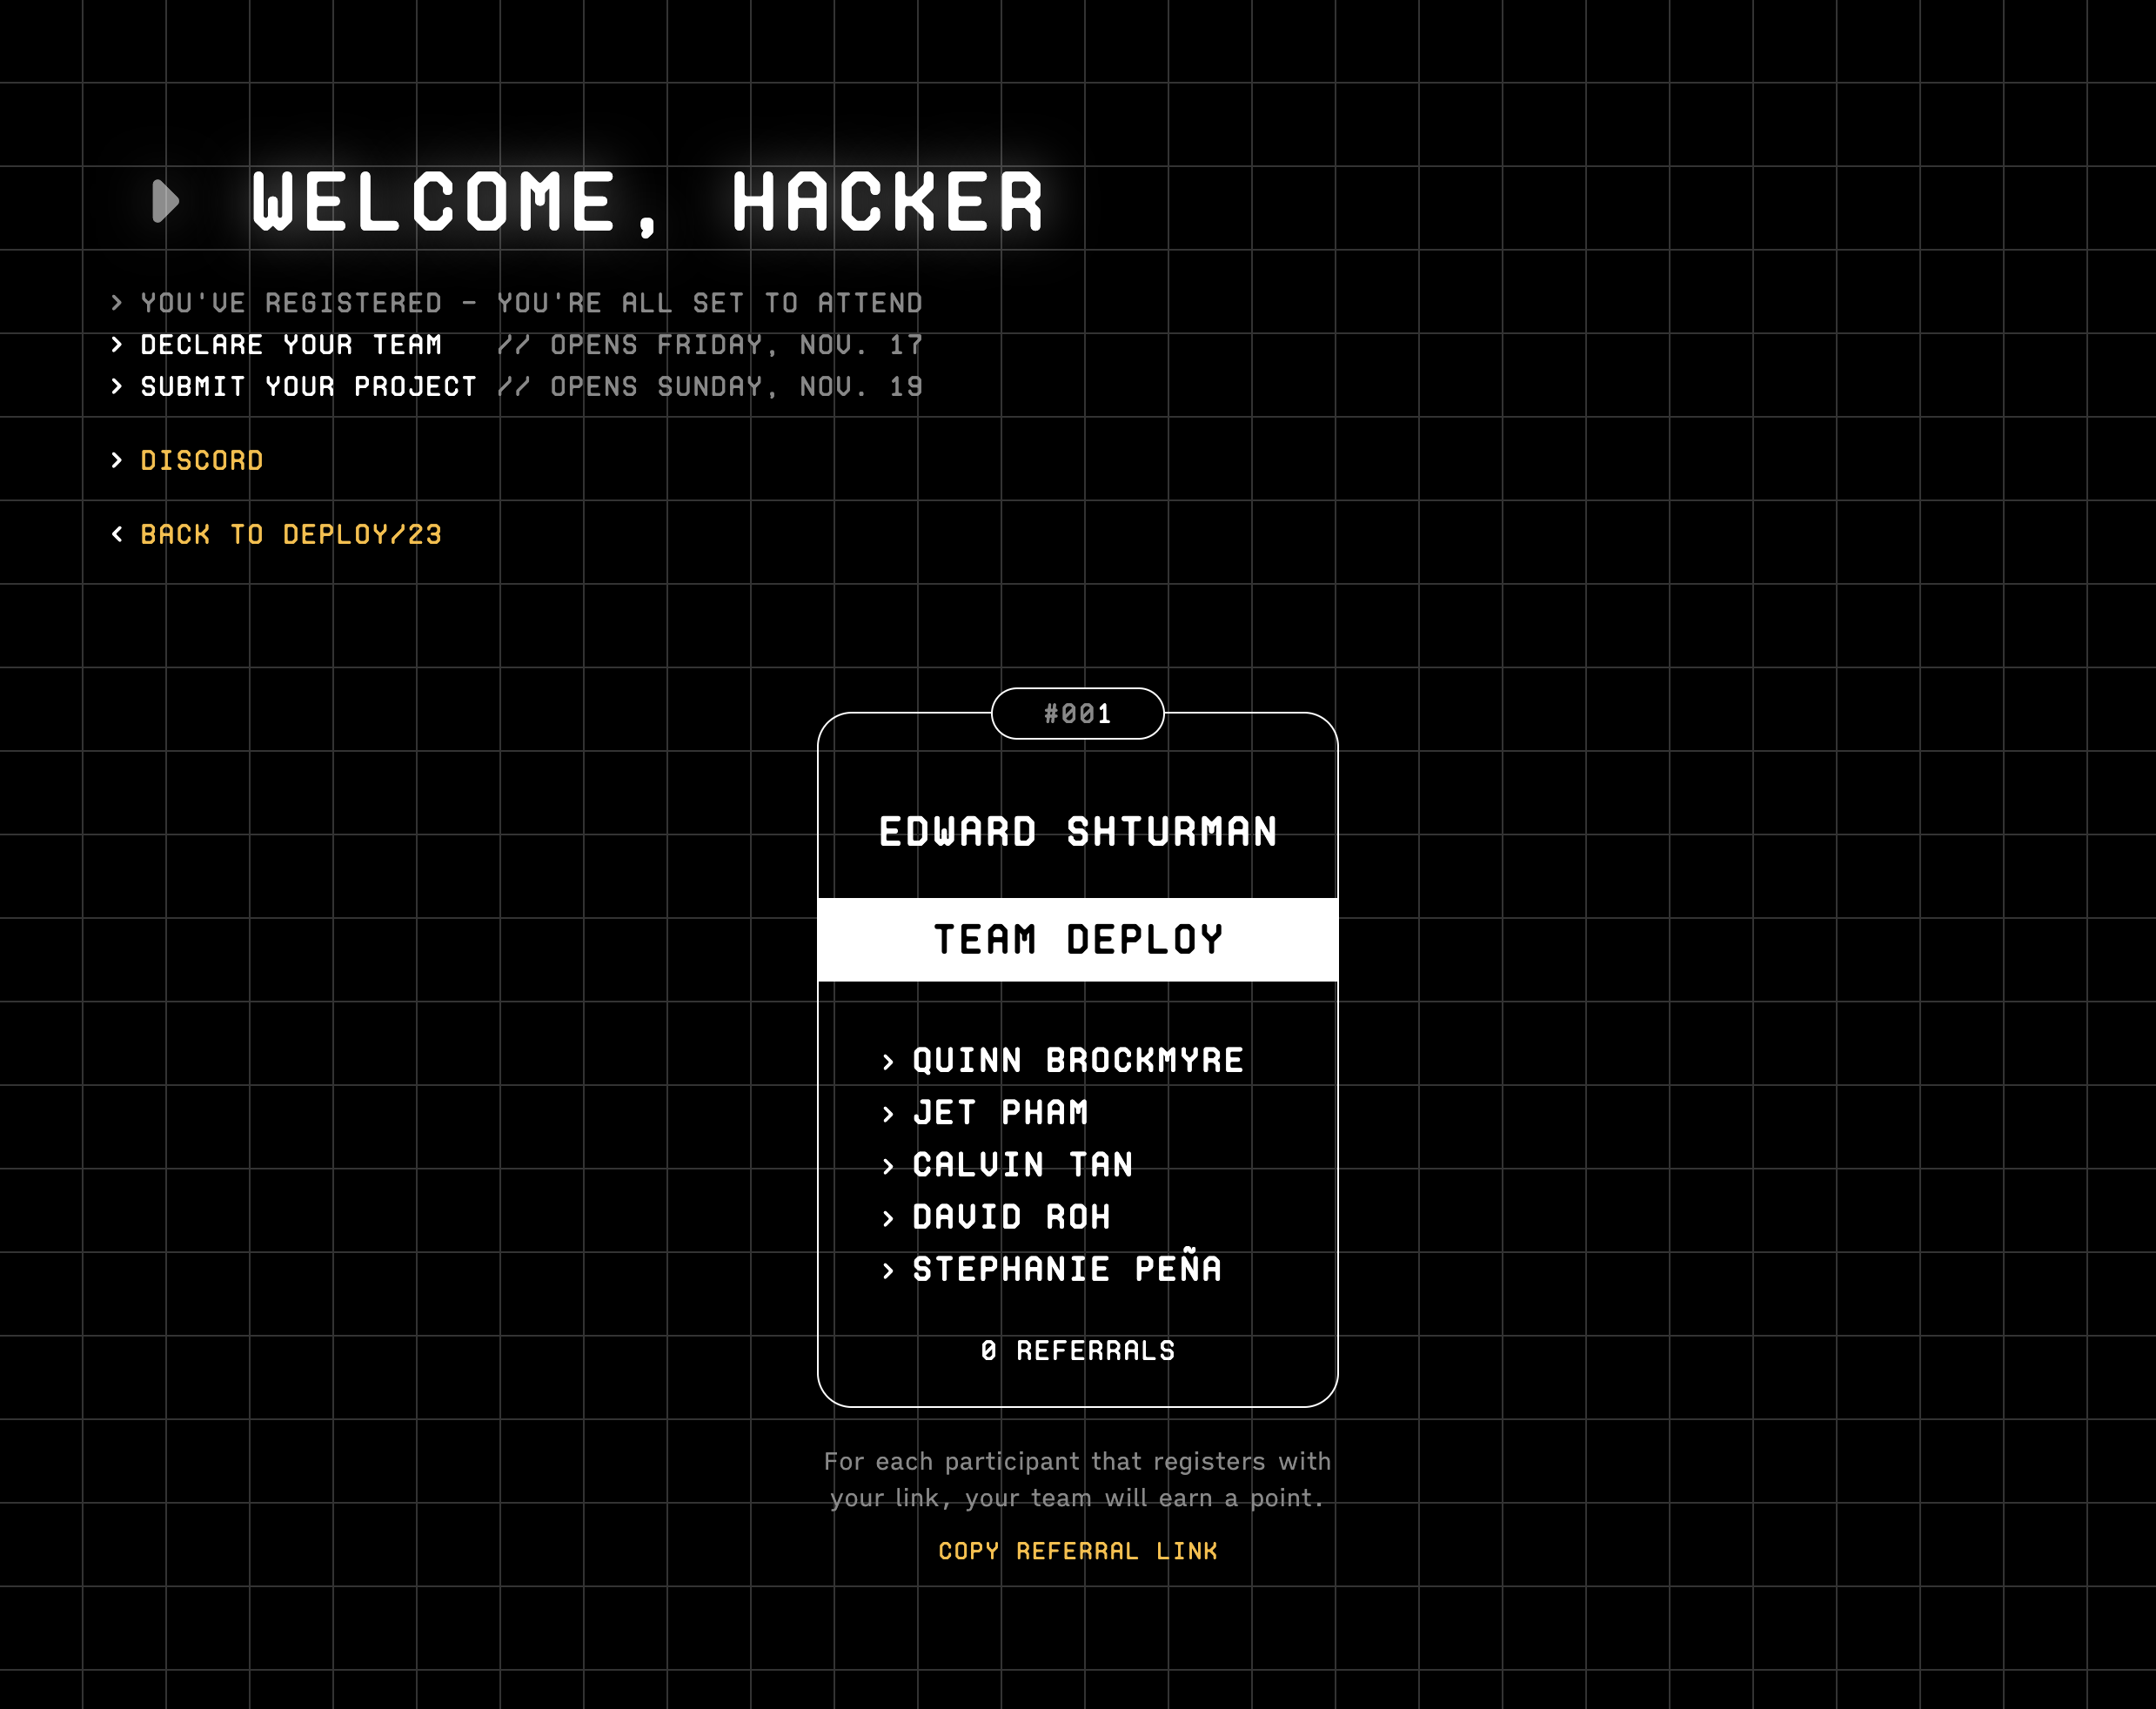 WELCOME, HACKER
> YOU'VE REGISTERED – YOU'RE ALL SET TO ATTEND
> DECLARE YOUR TEAM // OPENS FRIDAY, NOV. 17
> SUBMIT YOUR PROJECT // OPENS SUNDAY, NOV. 19
> DISCORD
< BACK TO DEPLOY/23
#001
EDWARD SHTURMAN
TEAM DEPLOY
> QUINN BROCKMYRE
> JET PHAM
> CALVIN TAN
> DAVID ROH
> STEPHANIE PEÑA
0 REFERRALS
For each participant that registers with
your link, your team will earn a point.
COPY REFERRAL LINK